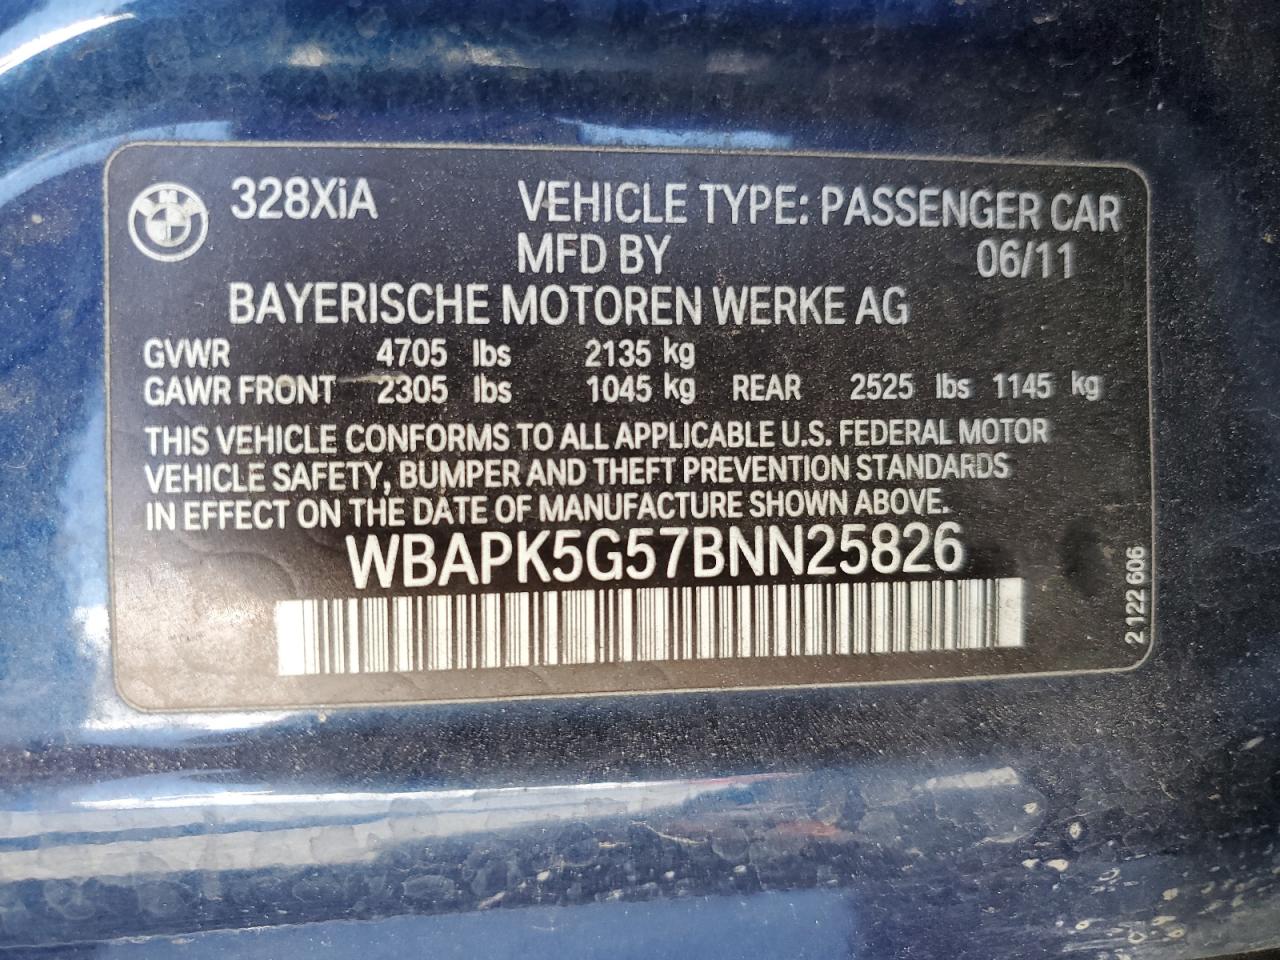 BMW
328XiA VEHICLE TYPE: PASSENGER CAR
MFD BY 06/11
BAYERISCHE MOTOREN WERKE AG
GVWR 4705 lbs 2135 kg
GAWR FRONT 2305 lbs 1045 kg REAR 2525 lbs 1145 kg
THIS VEHICLE CONFORMS TO ALL APPLICABLE U.S. FEDERAL MOTOR
VEHICLE SAFETY, BUMPER AND THEFT PREVENTION STANDARDS
IN EFFECT ON THE DATE OF MANUFACTURE SHOWN ABOVE.
WBAPK5G57BNN25826
2 122 606